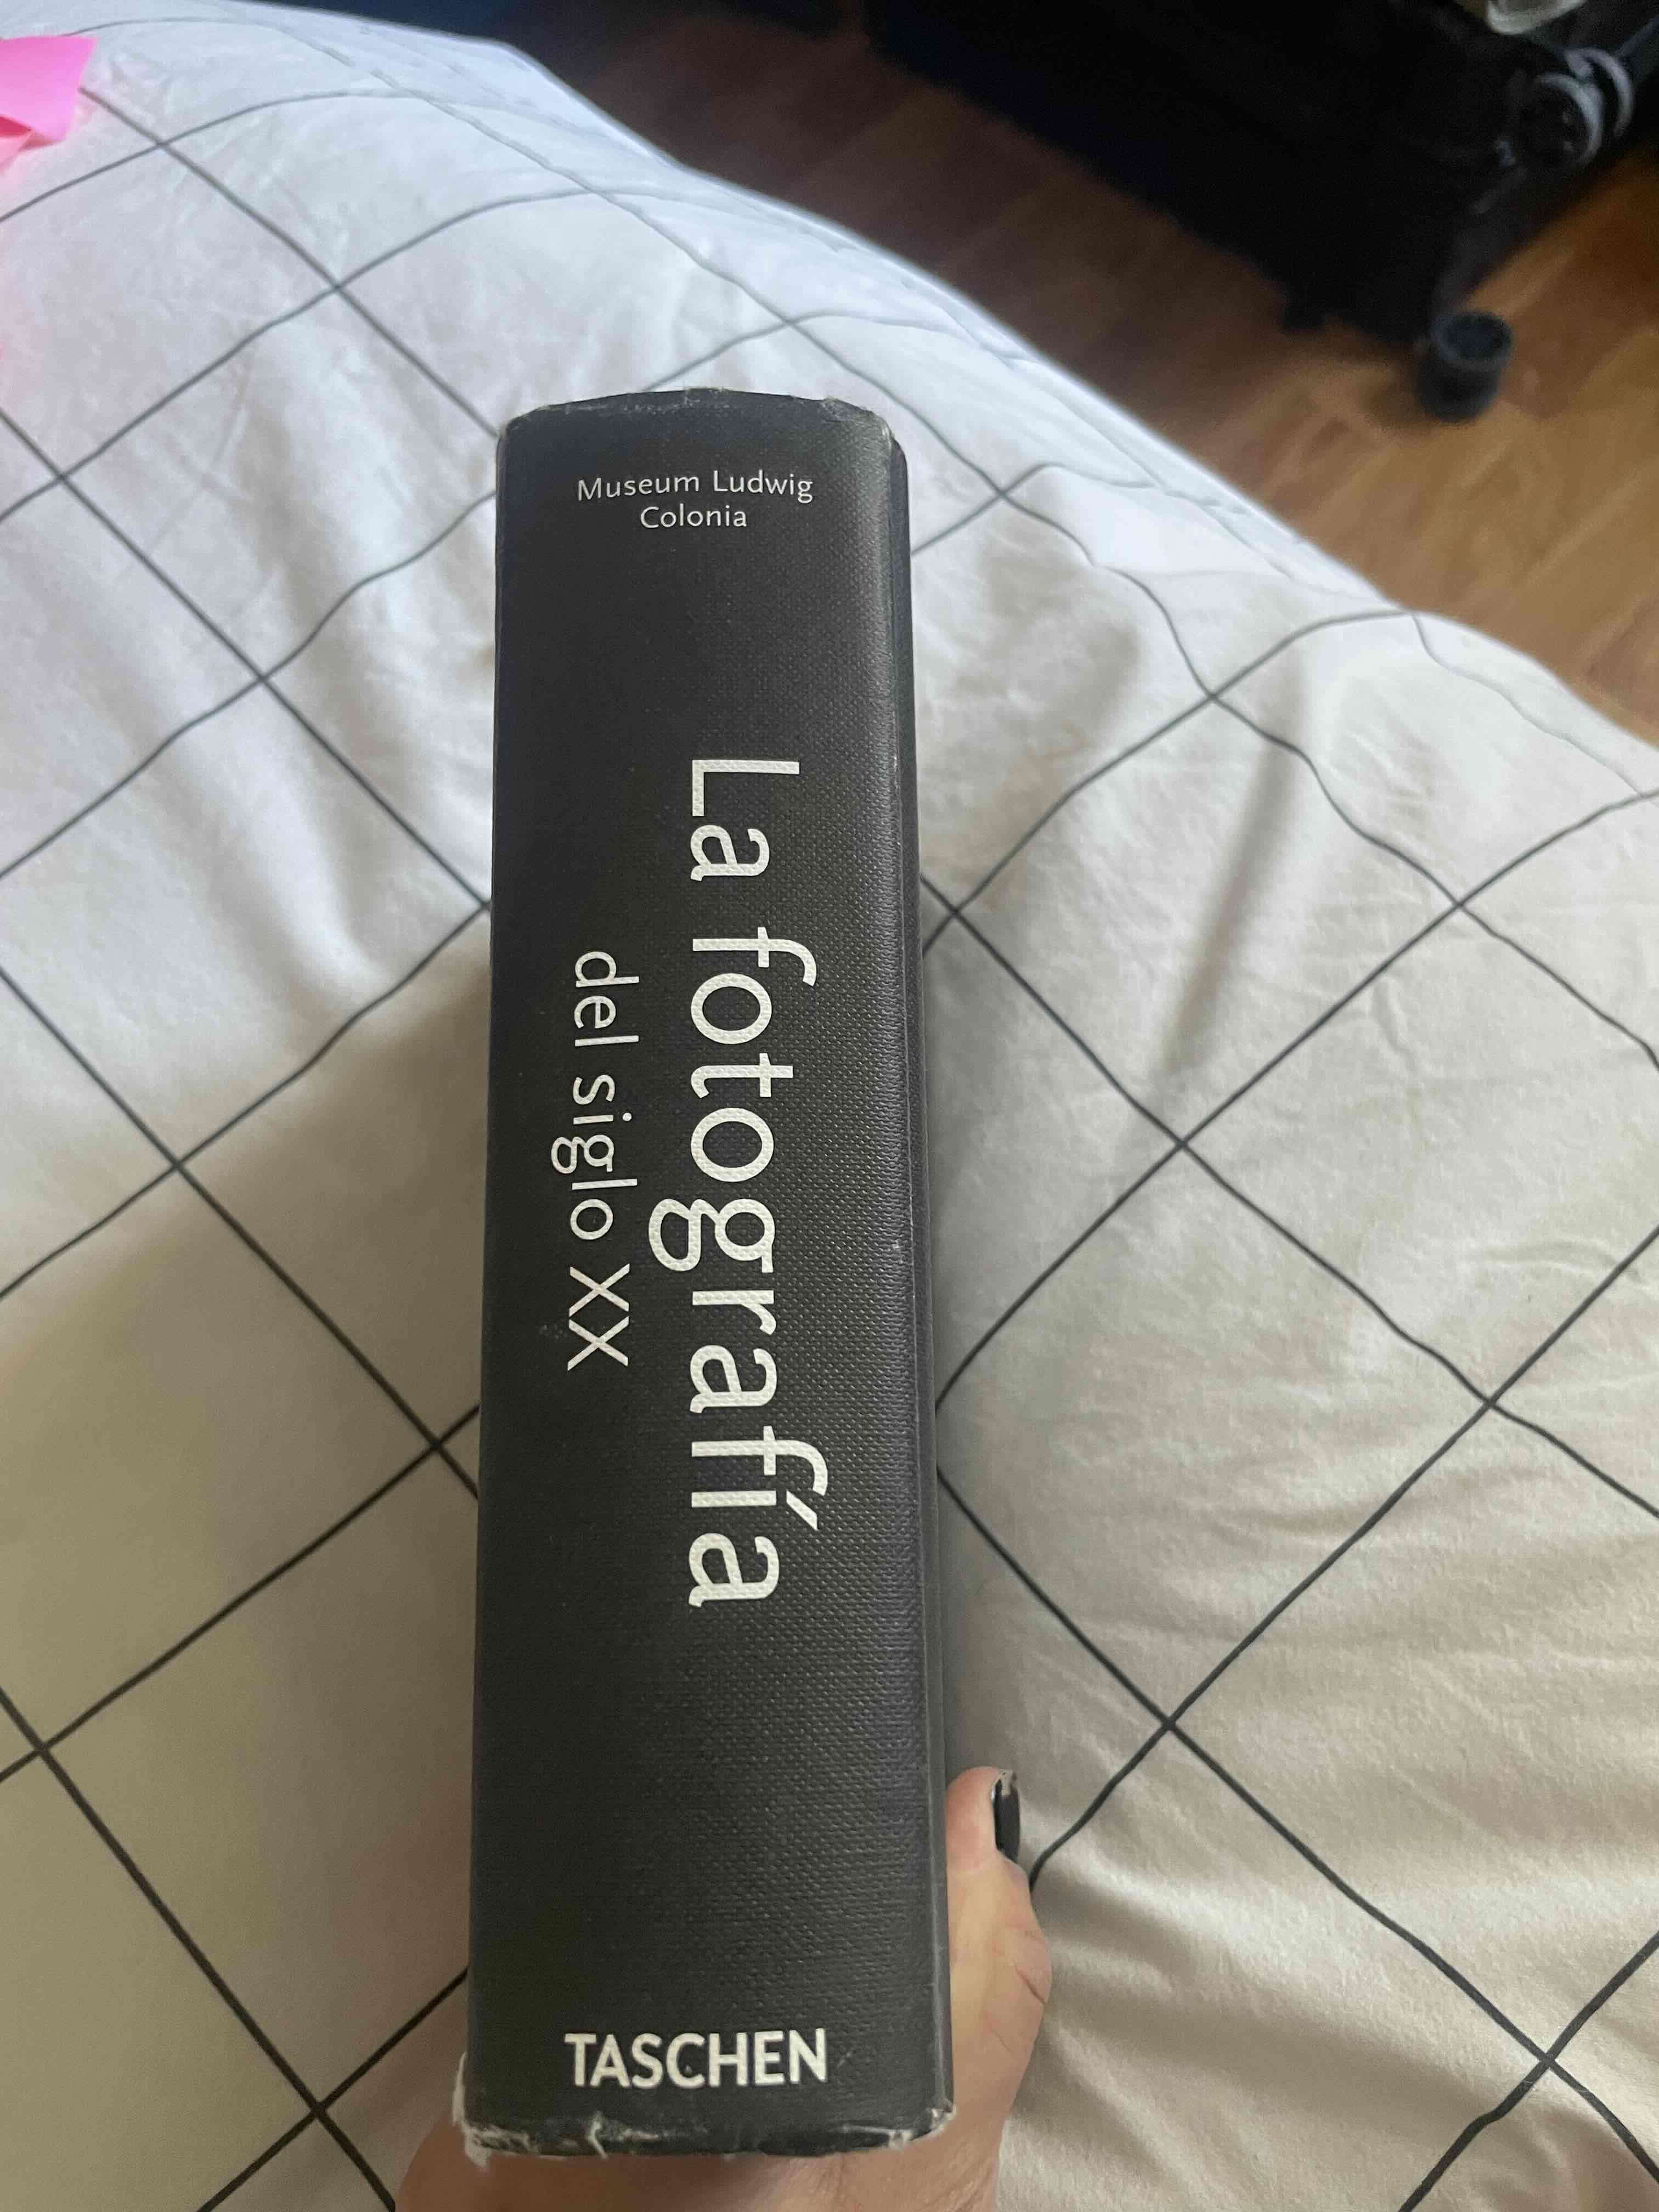 Museum Ludwig
Colonia
La fotografía
del siglo XX
TASCHEN